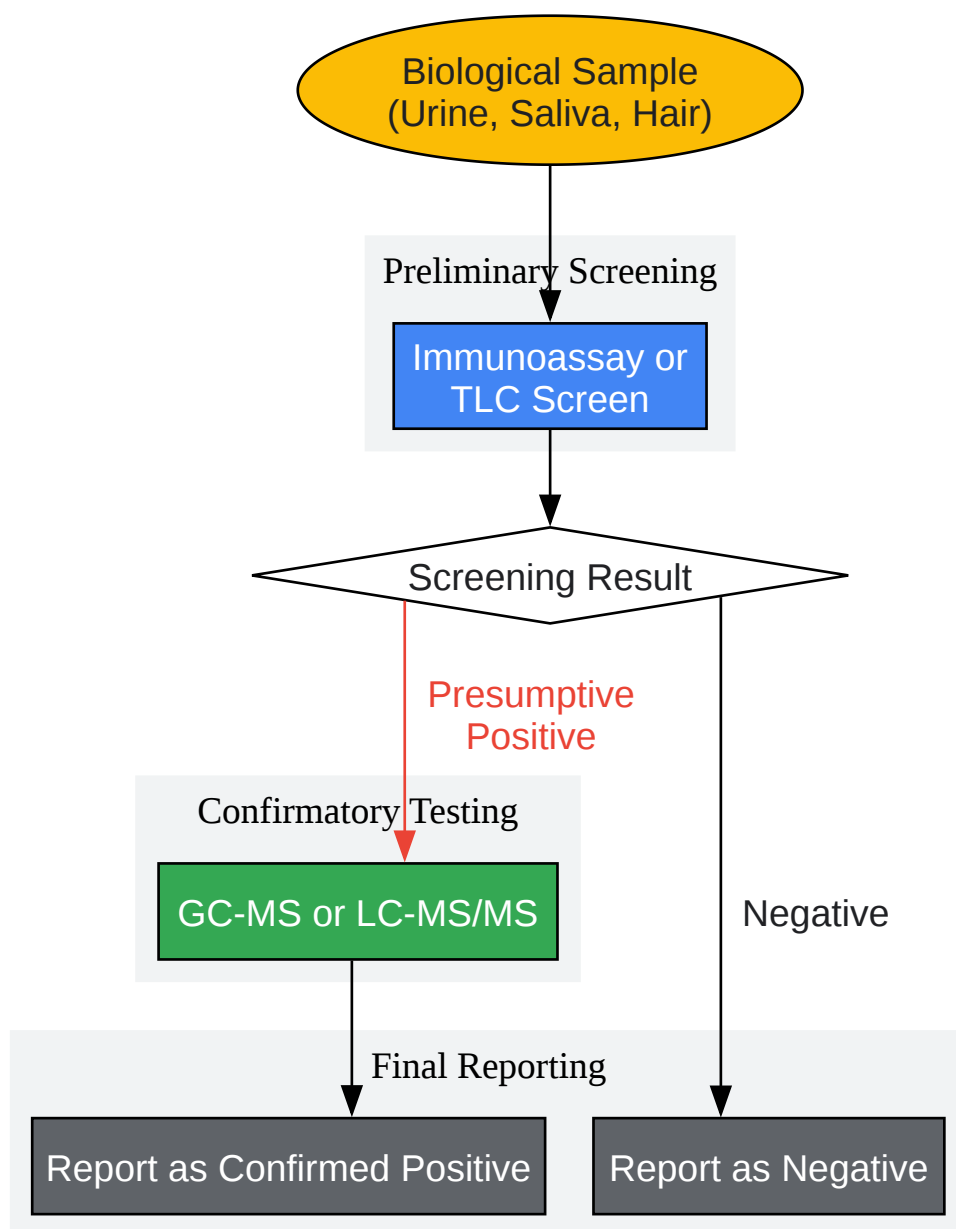 Biological Sample
(Urine, Saliva, Hair)
Preliminary Screening
Immunoassay or
TLC Screen
Screening Result
Presumptive
Positive
Confirmatory Testing
GC-MS or LC-MS/MS
Negative
Final Reporting
Report as Confirmed Positive
Report as Negative